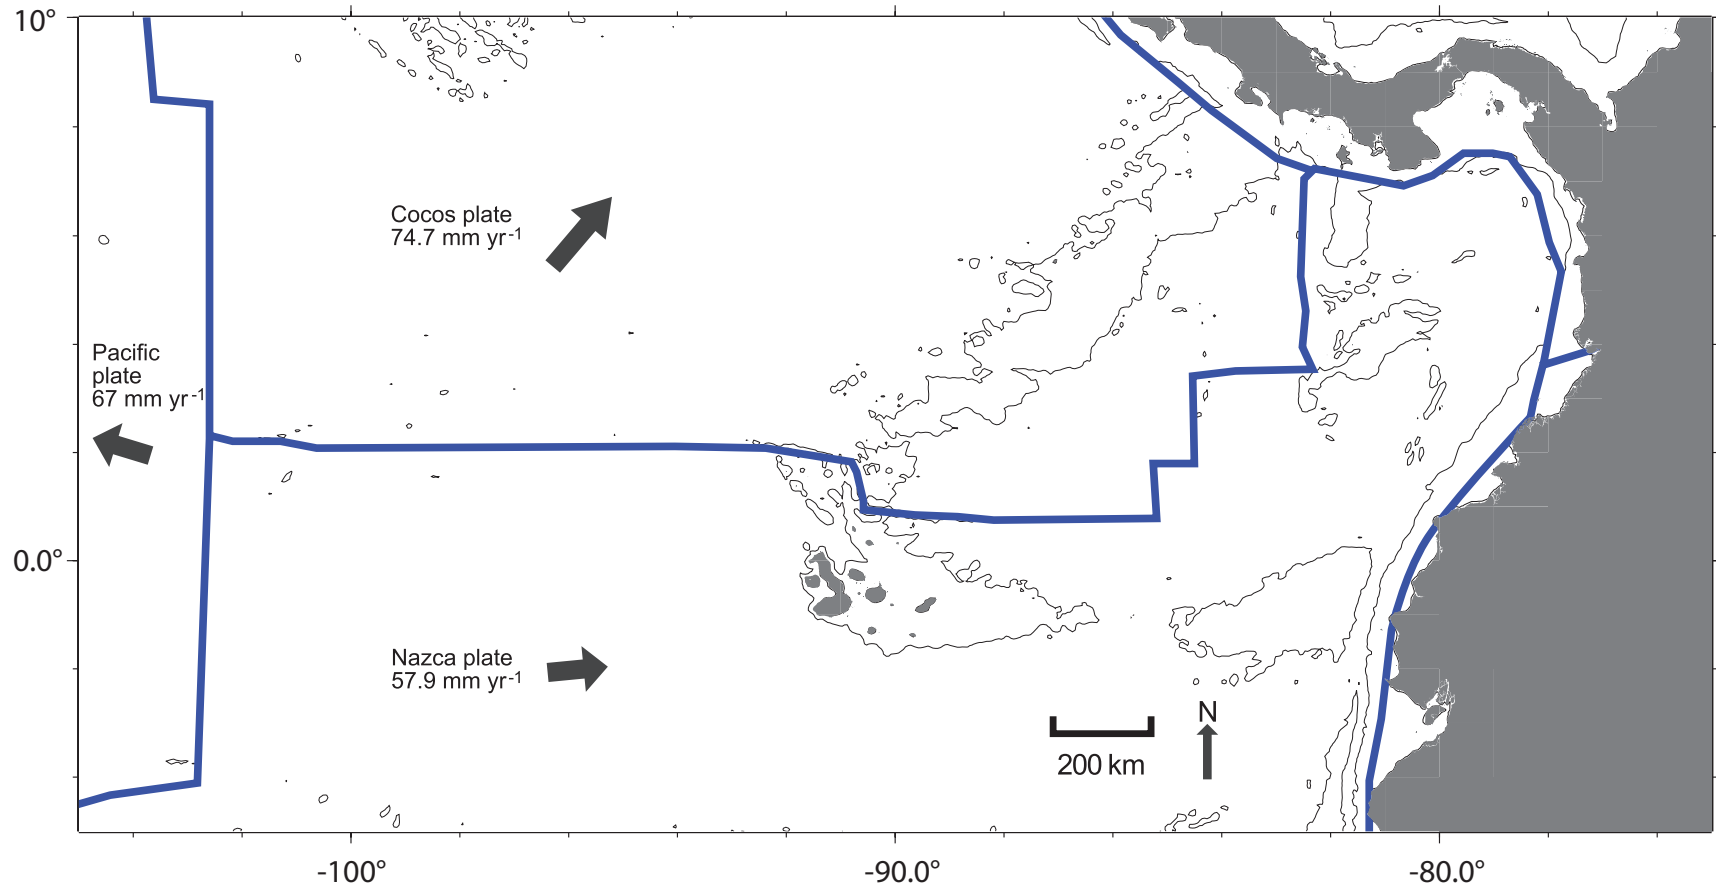 10°
Cocos plate
74.7 mm yr-1
Pacific
plate
67 mm yr-1
0.0°
Nazca plate
57.9 mm yr-1
N
200 km
-100°
-90.0°
-80.0°